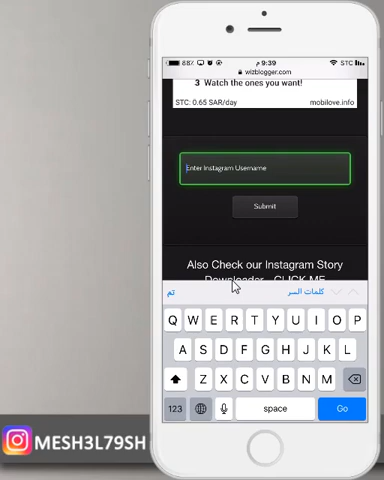 88٪ 9:39 م STC
wizblogger.com
3 Watch the ones you want!
STC: 0.65 SAR/day mobilove.info
Enter Instagram Username
Submit
Also Check our Instagram Story
Downloader - CLICK ME
تم كلمات السر
Q W E R T Y U I O P
A S D F G H J K L
Z X C V B N M
123 space Go
MESH3L79SH